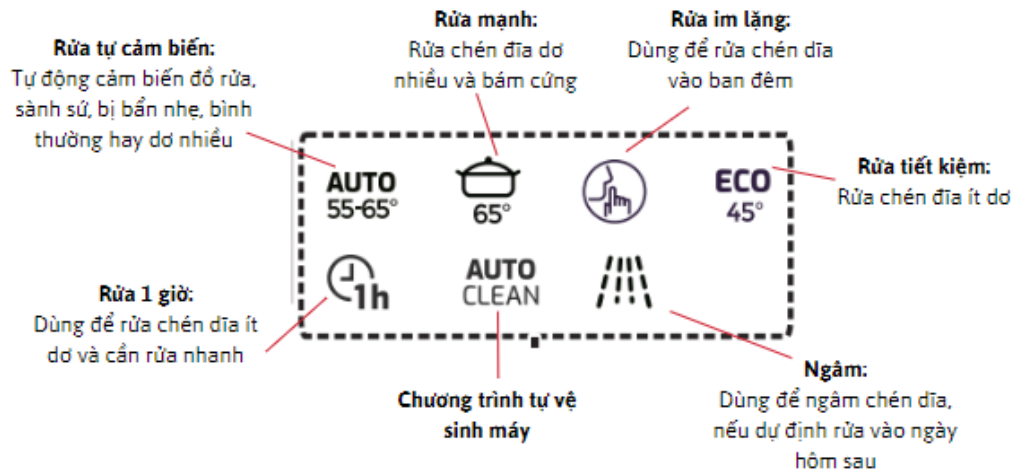 Rửa tự cảm biến:
Tự động cảm biến đồ rửa,
sành sứ, bị bẩn nhẹ, bình
thường hay dơ nhiều
Rửa mạnh:
Rửa chén đĩa dơ
nhiều và bám cứng
Rửa im lặng:
Dùng để rửa chén dĩa
vào ban đêm
Rửa tiết kiệm:
Rửa chén đĩa ít dơ
AUTO
55-65°
65°
ECO
45°
1h
AUTO
CLEAN
Rửa 1 giờ:
Dùng để rửa chén dĩa ít
dơ và cần rửa nhanh
Chương trình tự vệ
sinh máy
Ngâm:
Dùng để ngâm chén dĩa,
nếu dự định rửa vào ngày
hôm sau